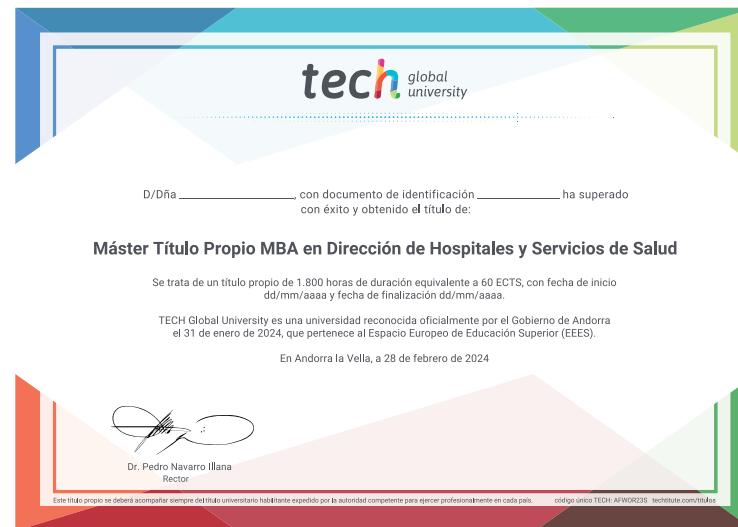 tech global university
D/Dña ________________, con documento de identificación ____________ ha superado
con éxito y obtenido el título de:
Máster Título Propio MBA en Dirección de Hospitales y Servicios de Salud
Se trata de un título propio de 1.800 horas de duración equivalente a 60 ECTS, con fecha de inicio
dd/mm/aaaa y fecha de finalización dd/mm/aaaa.
TECH Global University es una universidad reconocida oficialmente por el Gobierno de Andorra
el 31 de enero de 2024, que pertenece al Espacio Europeo de Educación Superior (EEES).
En Andorra la Vella, a 28 de febrero de 2024
Dr. Pedro Navarro Illana
Rector
Este título propio se deberá acompañar siempre del título universitario habilitante expedido por la autoridad competente para ejercer profesionalmente en cada país. código único TECH: AFWOR23S techtitute.com/titulos